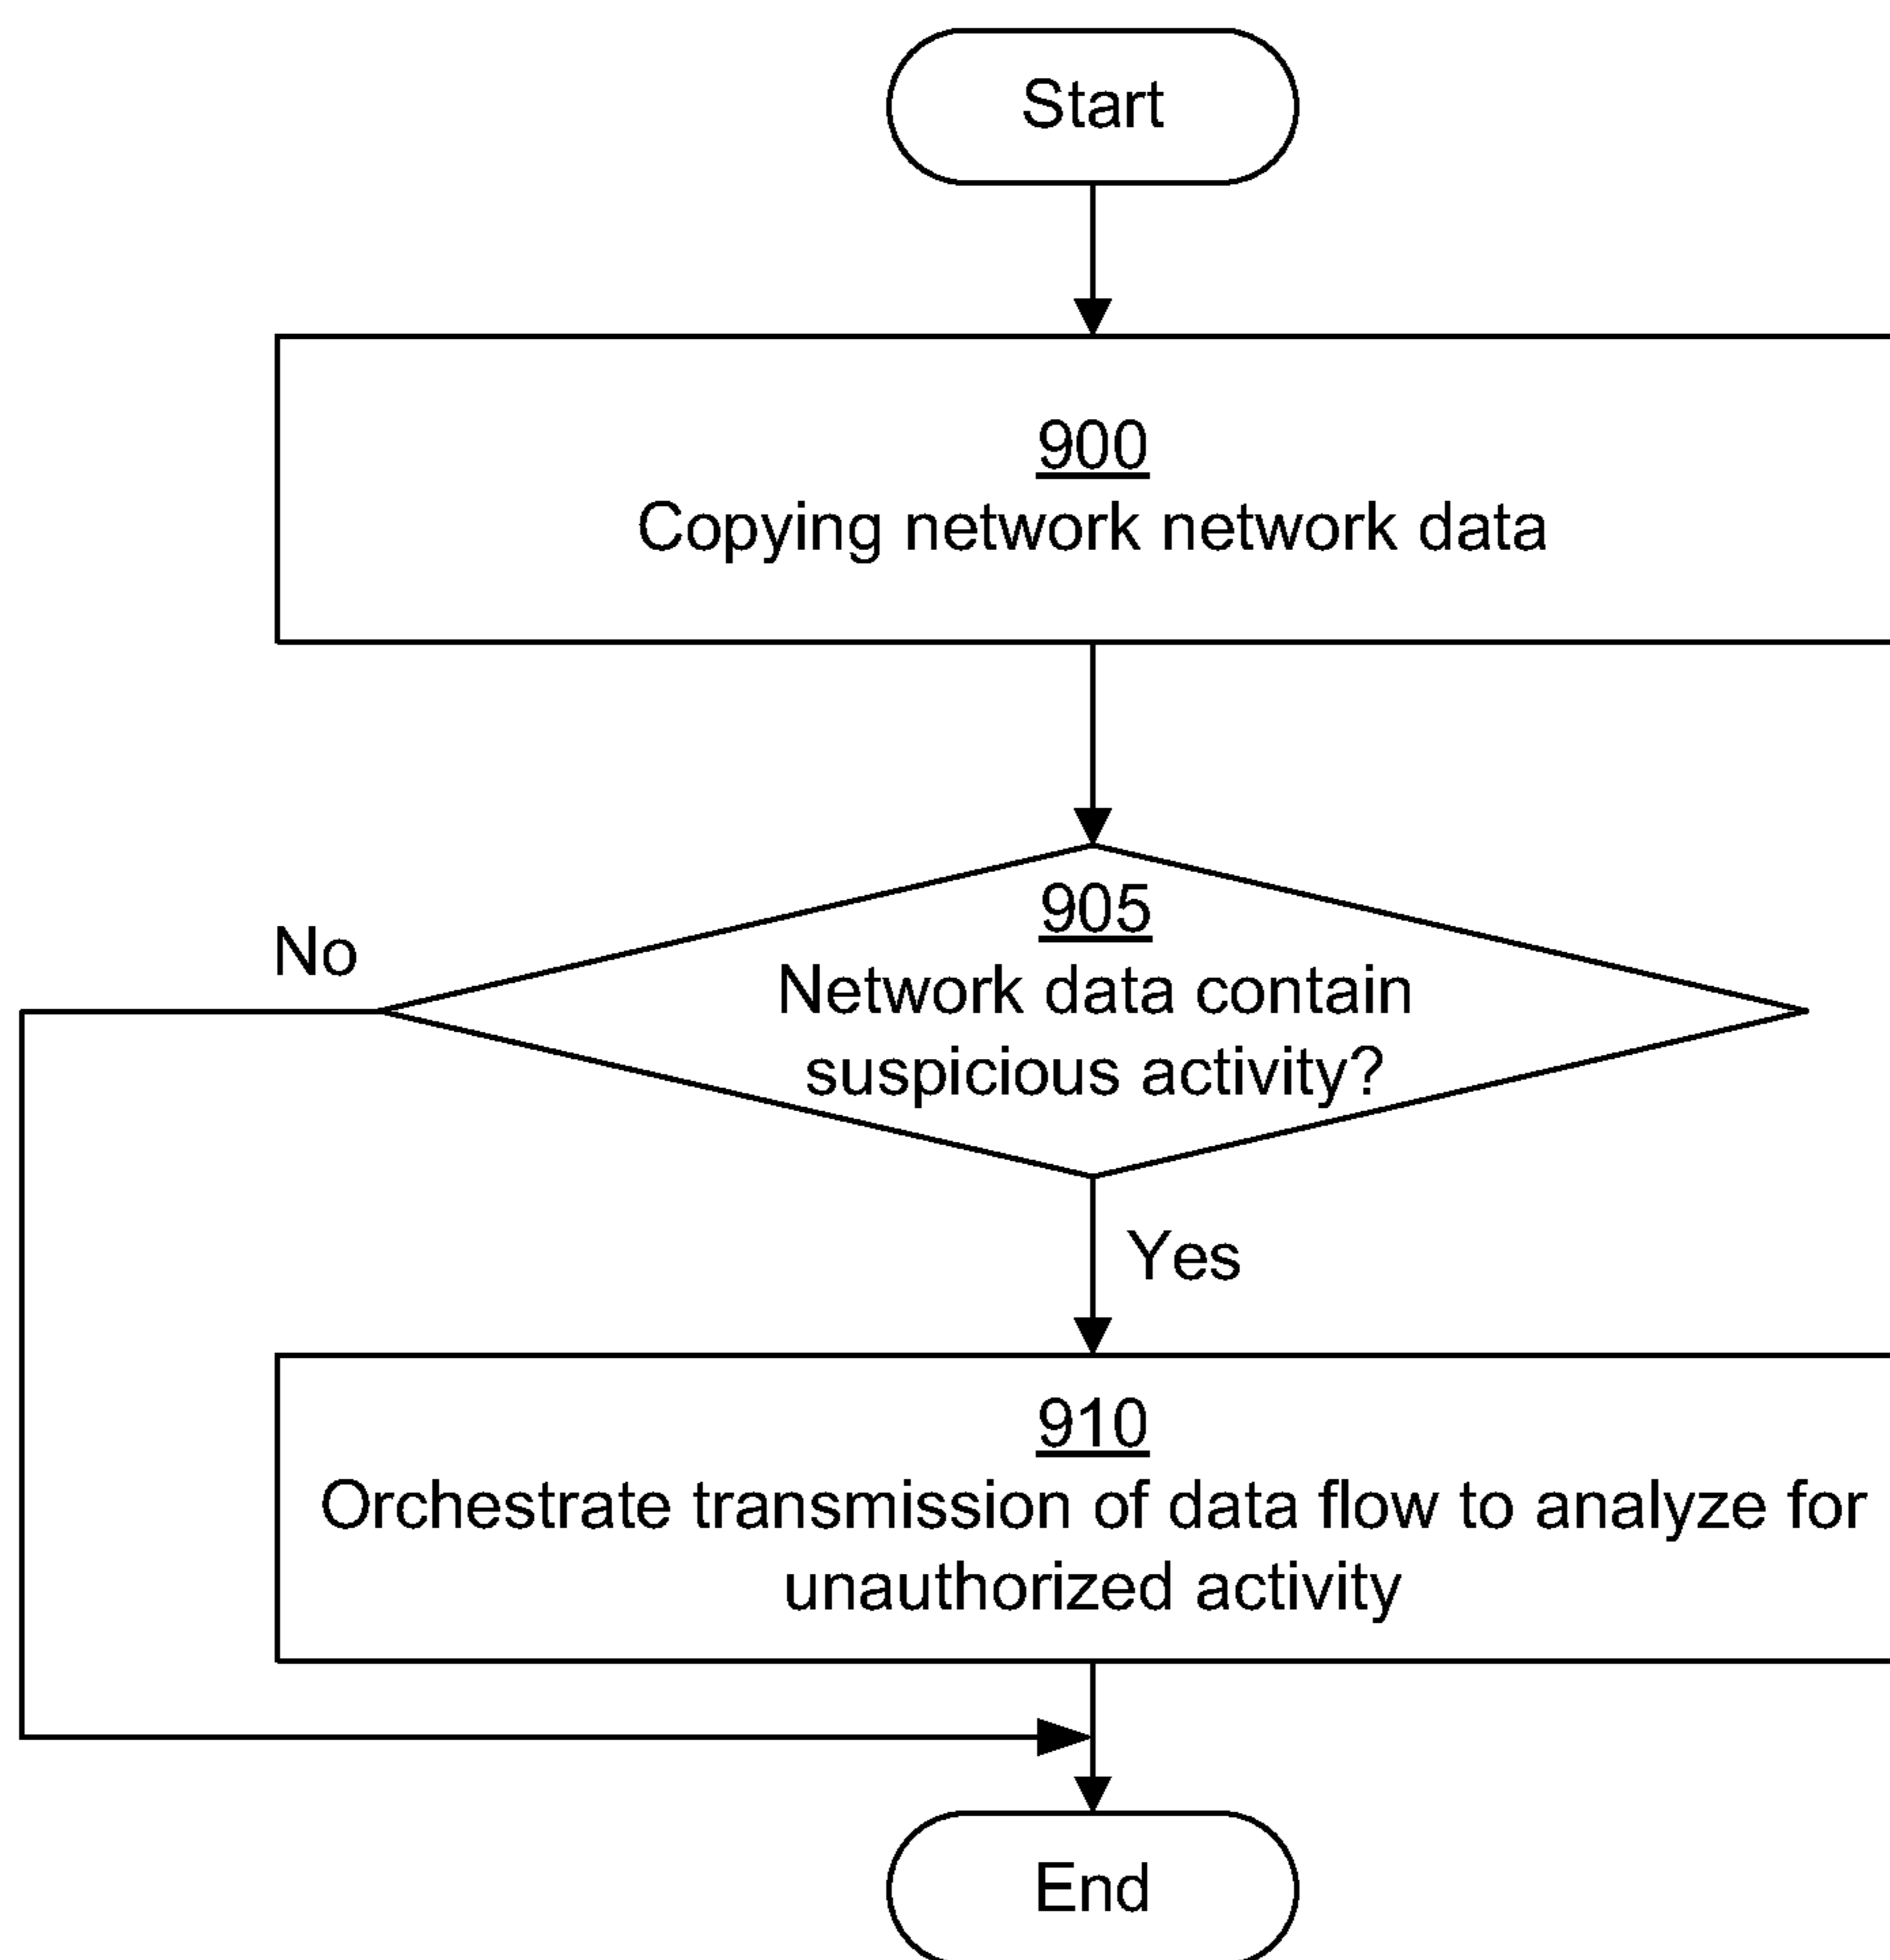 Start
900
Copying network network data
905
Network data contain
suspicious activity?
No
Yes
910
Orchestrate transmission of data flow to analyze for
unauthorized activity
End